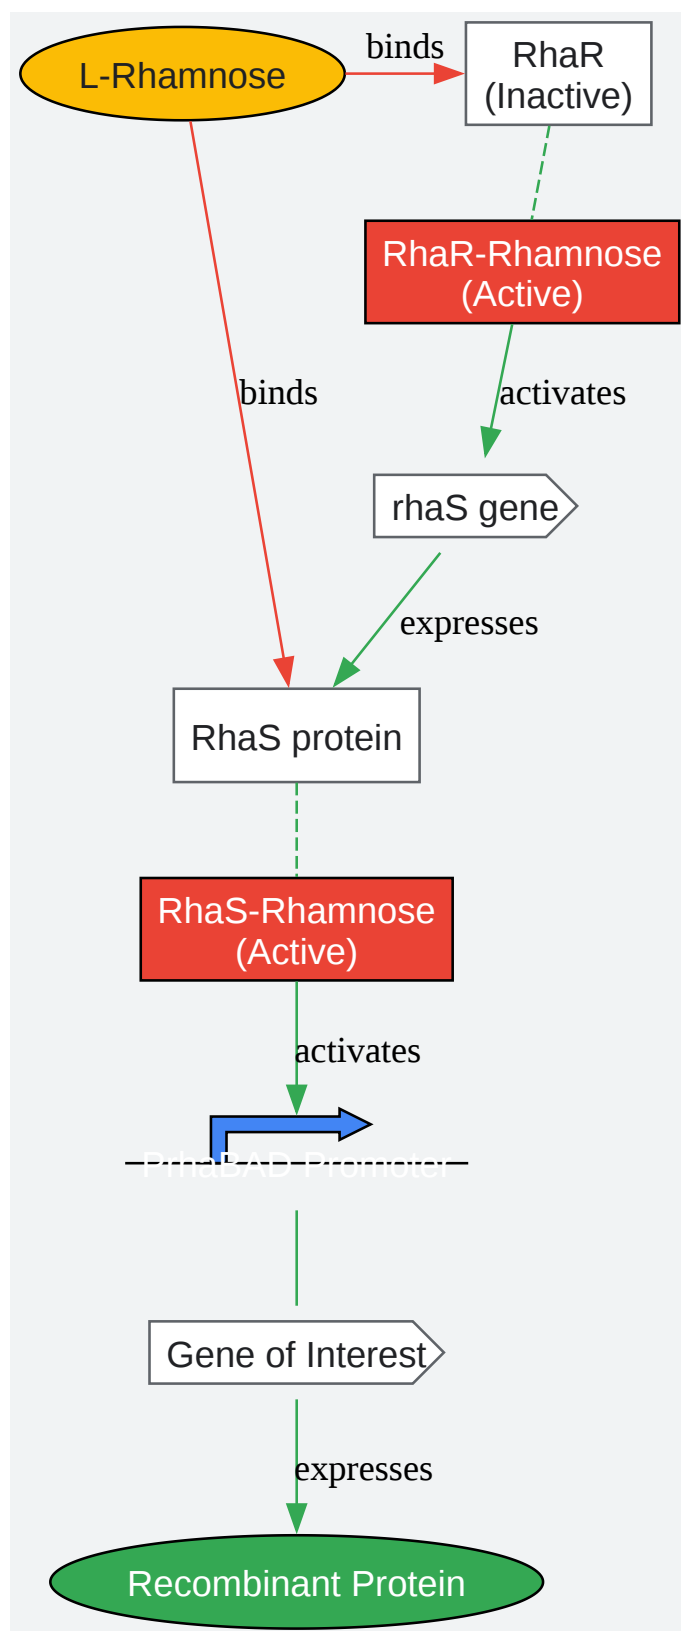 L-Rhamnose
binds
RhaR
(Inactive)
RhaR-Rhamnose
(Active)
binds
activates
rhaS gene
expresses
RhaS protein
RhaS-Rhamnose
(Active)
activates
PrhaBAD Promoter
Gene of Interest
expresses
Recombinant Protein